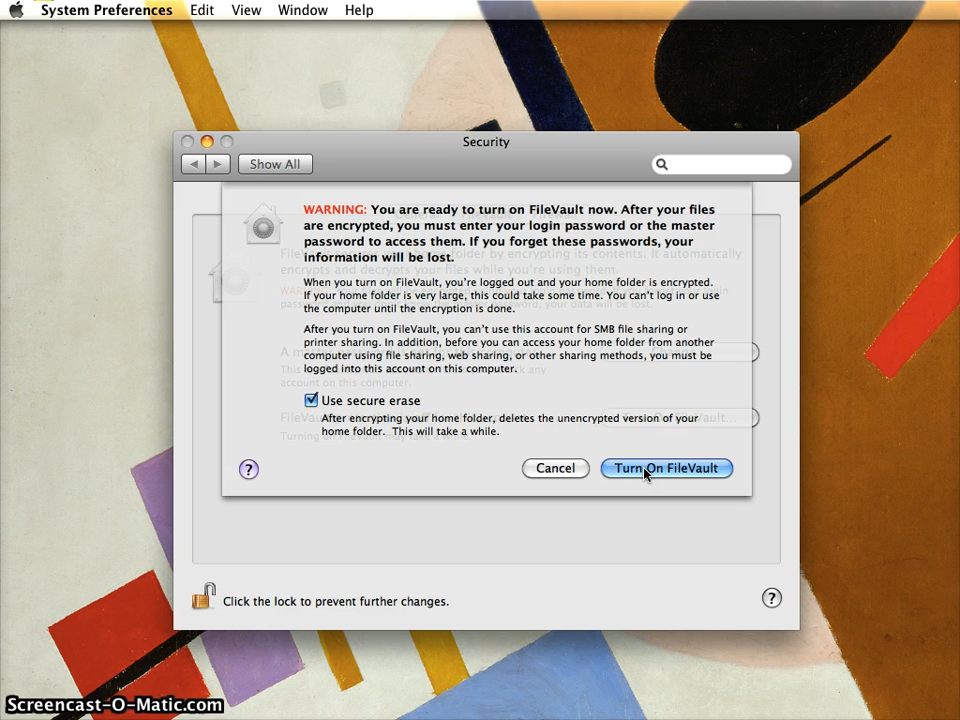 System Preferences Edit View Window Help
Security
Show All
WARNING: You are ready to turn on FileVault now. After your files
are encrypted, you must enter your login password or the master
password to access them. If you forget these passwords, your
information will be lost.
When you turn on FileVault, you're logged out and your home folder is encrypted.
If your home folder is very large, this could take some time. You can't log in or use
the computer until the encryption is done.
After you turn on FileVault, you can't use this account for SMB file sharing or
printer sharing. In addition, before you can access your home folder from another
computer using file sharing, web sharing, or other sharing methods, you must be
logged into this account on this computer.
Use secure erase
After encrypting your home folder, deletes the unencrypted version of your
home folder. This will take a while.
? Cancel Turn On FileVault
Click the lock to prevent further changes. ?
Screencast-O-Matic.com